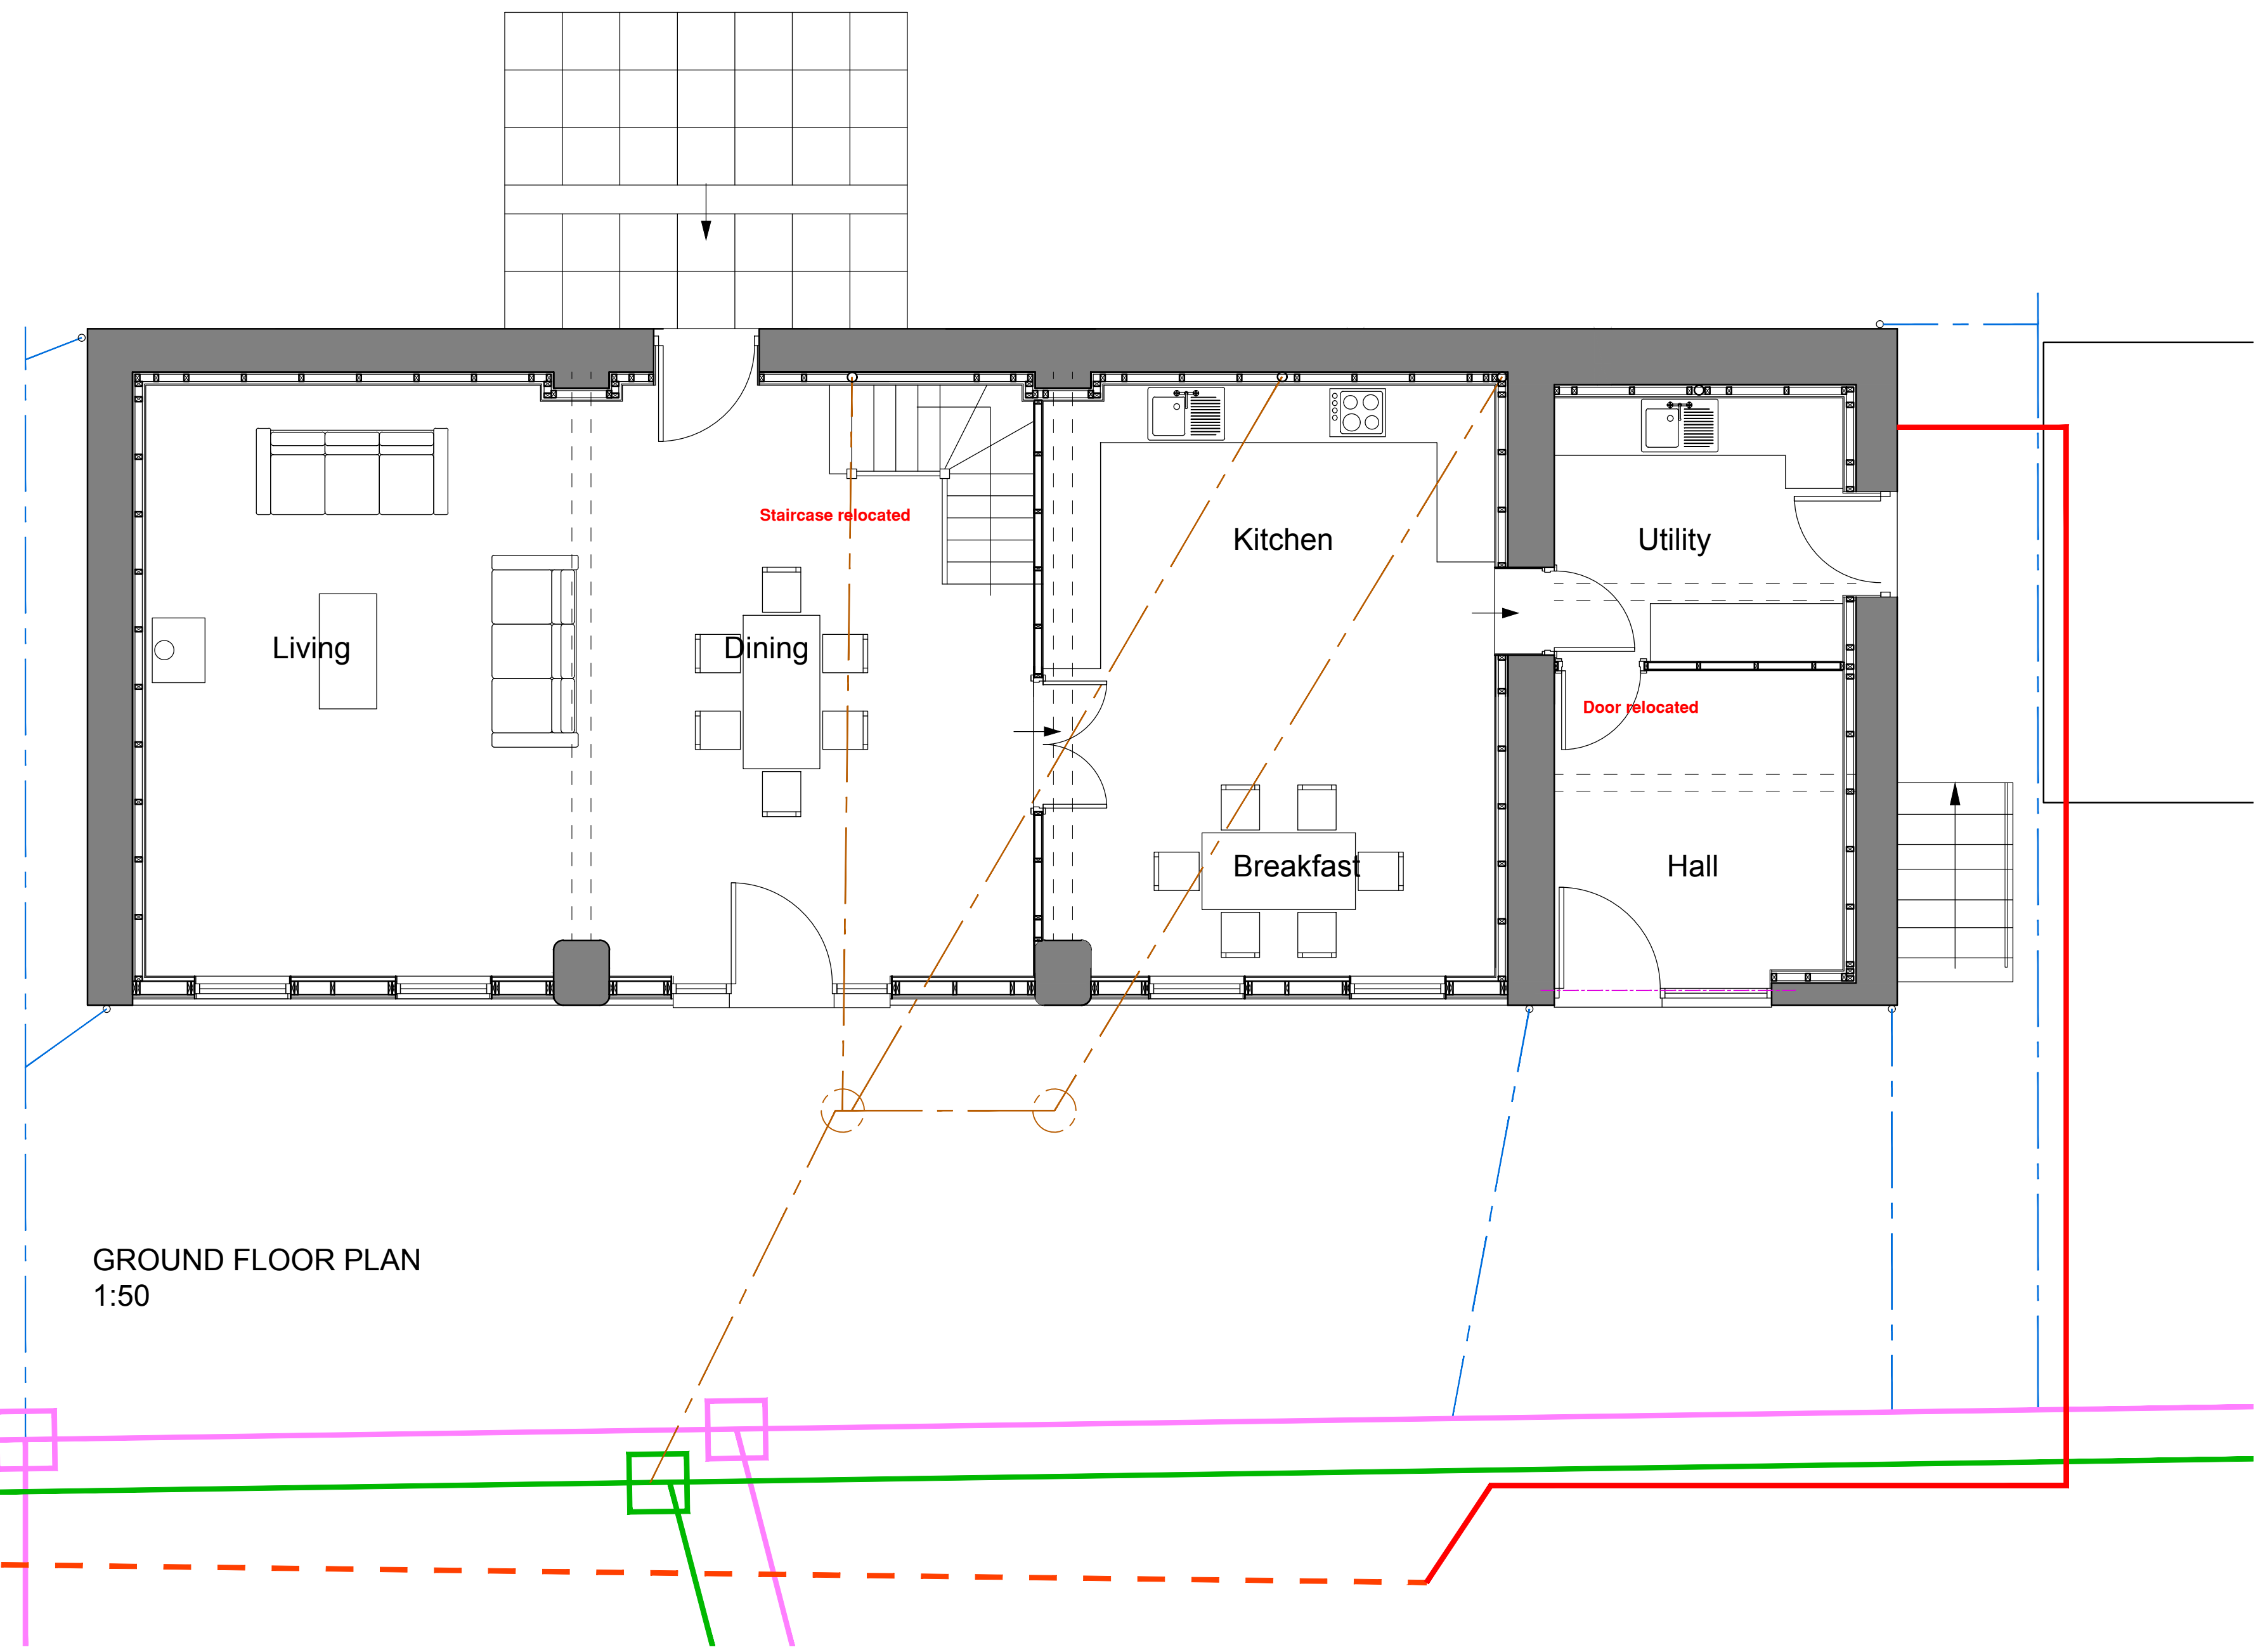 Staircase relocated
Kitchen
Utility
Living
Dining
Door relocated
Breakfast
Hall
GROUND FLOOR PLAN
1:50